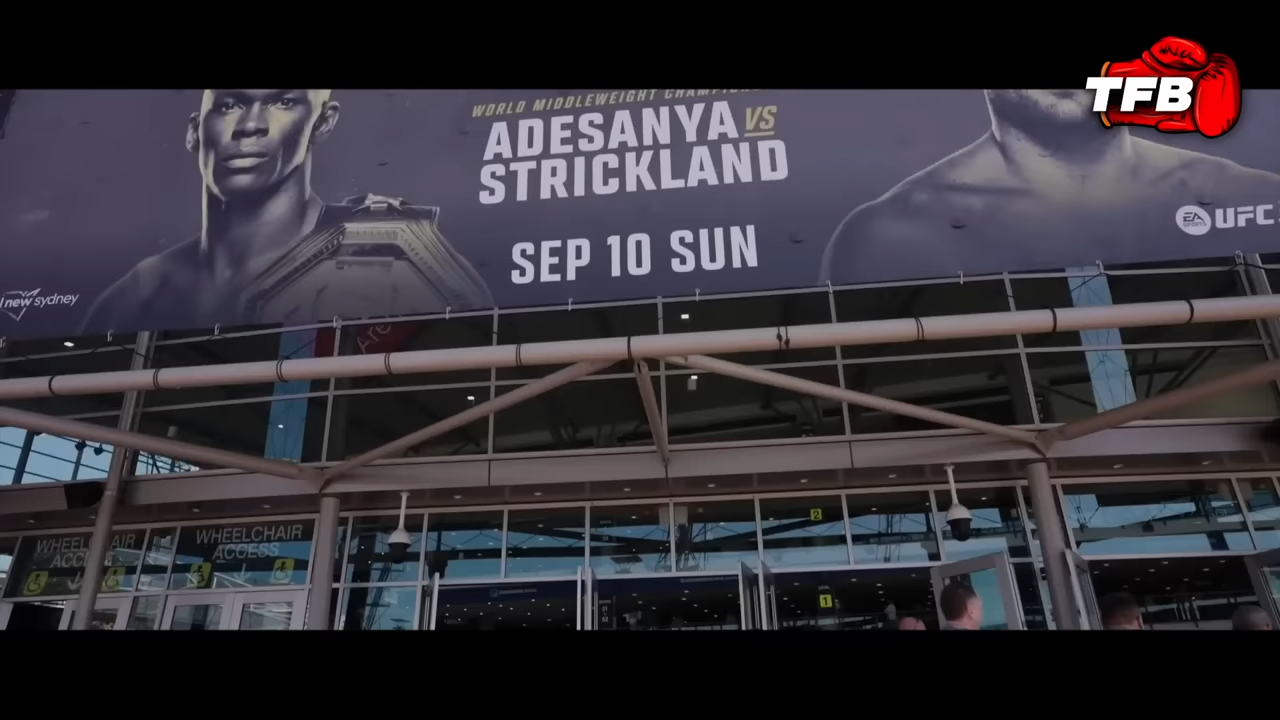 TFB
WORLD MIDDLEWEIGHT
ADESANYA VS
STRICKLAND
SEP 10 SUN
EA
SPORTS
UFC
new sydney
WHEELCHAIR
ACCESS
WHEELCHAIR
ACCESS
2
1